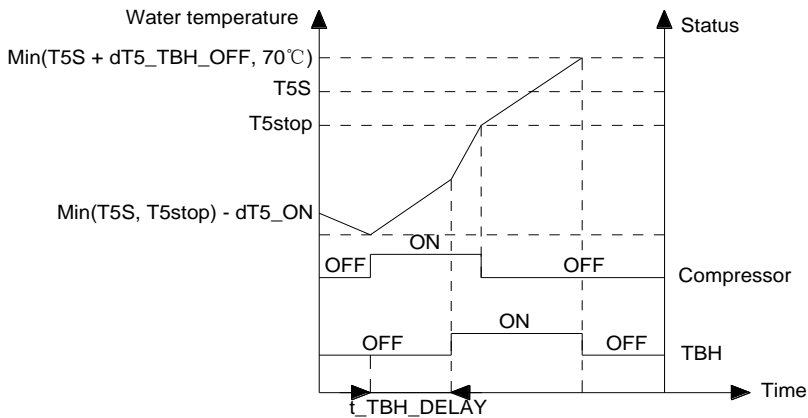 Water temperature
Status
Min(T5S + dT5_TBH_OFF, 70℃)
T5S
T5stop
Min(T5S, T5stop) - dT5_ON
ON
OFF
OFF
Compressor
ON
OFF
OFF
TBH
Time
t_TBH_DELAY